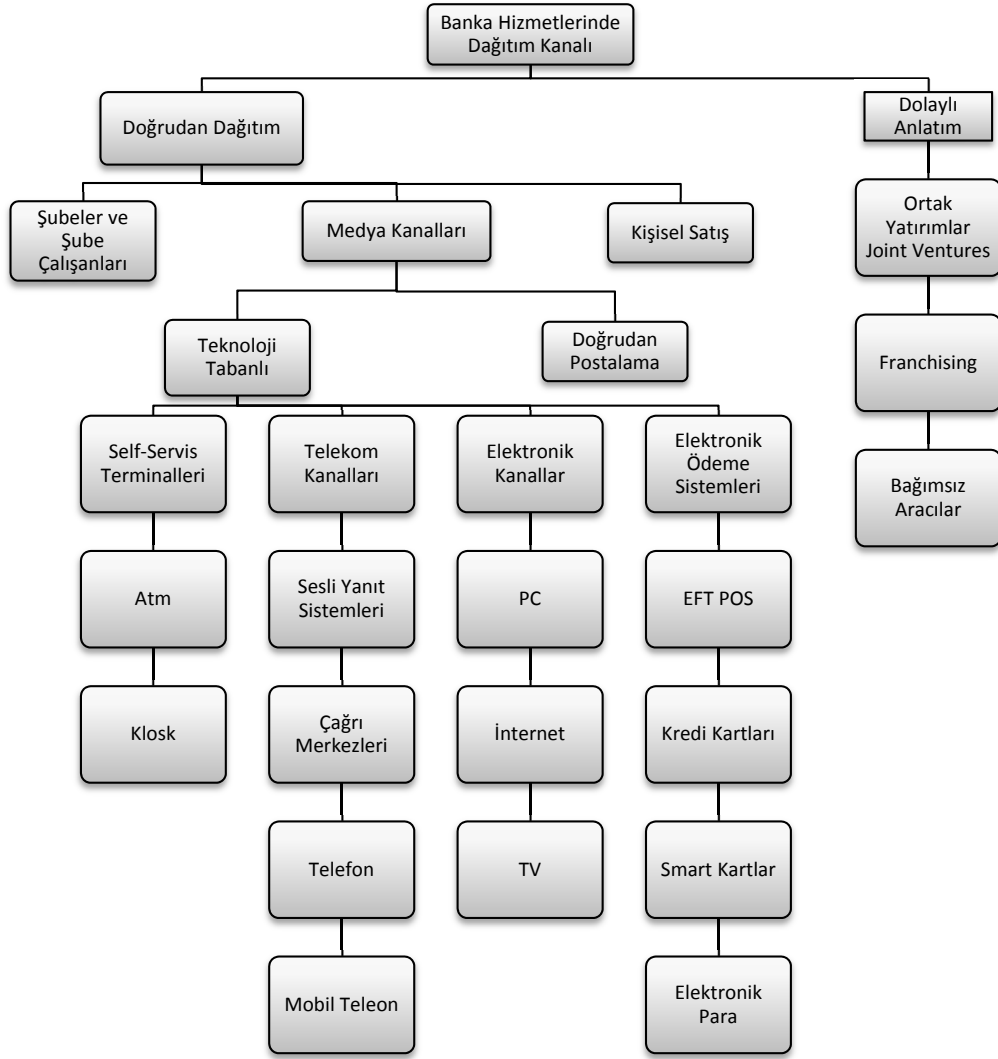 Banka Hizmetlerinde
Dağıtım Kanalı
Doğrudan Dağıtım
Dolaylı
Anlatım
Şubeler ve
Şube
Çalışanları
Medya Kanalları
Kişisel Satış
Ortak
Yatırımlar
Joint Ventures
Teknoloji
Tabanlı
Doğrudan
Postalama
Franchising
Self-Servis
Terminalleri
Telekom
Kanalları
Elektronik
Kanallar
Elektronik
Ödeme
Sistemleri
Bağımsız
Aracılar
Atm
Sesli Yanıt
Sistemleri
PC
EFT POS
Klosk
Çağrı
Merkezleri
İnternet
Kredi Kartları
Telefon
TV
Smart Kartlar
Mobil Teleon
Elektronik
Para